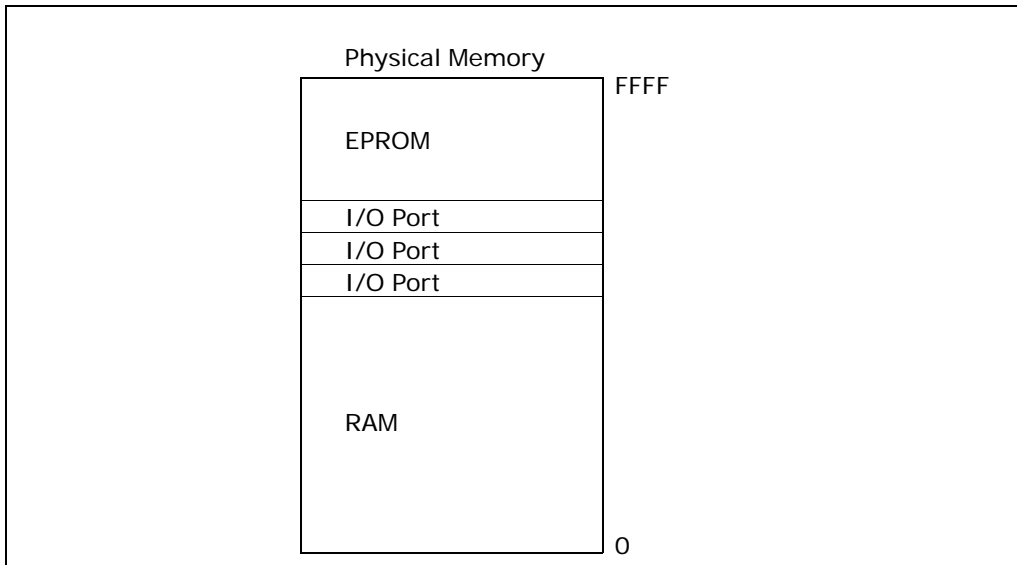 Physical Memory
FFFF
EPROM
I/O Port
I/O Port
I/O Port
RAM
0